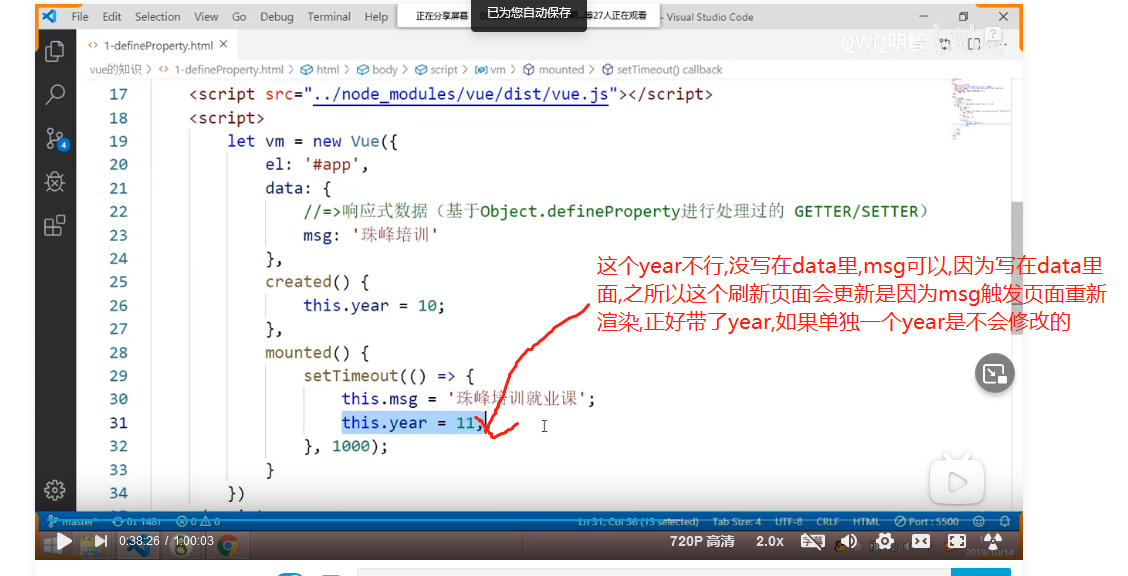 File Edit Selection View Go Debug Terminal Help
正在分享屏幕
已为您自动保存
等27人正在观看
- Visual Studio Code
1-defineProperty.html
vue的知识 > 1-defineProperty.html > html > body > script > vm > mounted > setTimeout() callback
17 <script src="../node_modules/vue/dist/vue.js"></script>
18 <script>
19 let vm = new Vue({
20 el: '#app',
21 data: {
22 //=>响应式数据（基于Object.defineProperty进行处理过的 GETTER/SETTER）
23 msg: '珠峰培训'
24 },
25 created() {
26 this.year = 10;
27 },
28 mounted() {
29 setTimeout(() => {
30 this.msg = '珠峰培训就业课';
31 this.year = 11;
32 }, 1000);
33 }
34 })
这个year不行,没写在data里,msg可以,因为写在data里
面,之所以这个刷新页面会更新是因为msg触发页面重新
渲染,正好带了year,如果单独一个year是不会修改的
4
master* 0↓ 148↑ 0 0
Ln 31, Col 36 (15 selected) Tab Size: 4 UTF-8 CRLF HTML Port : 5500
0:38:26 / 1:00:03
720P 高清 2.0x
2019/10/14